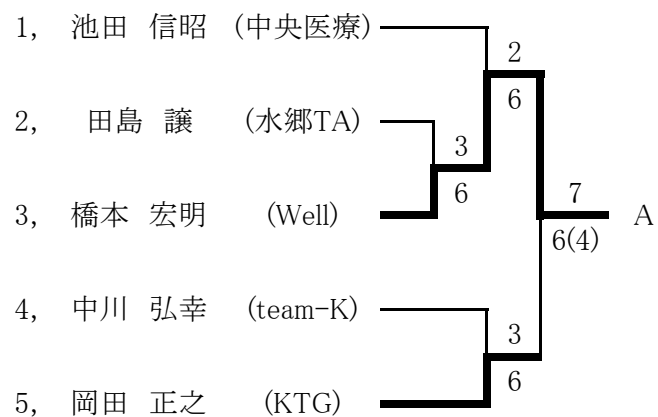 1, 池田 信昭 (中央医療)
2
6
2, 田島 譲 (水郷TA)
3
6
3, 橋本 宏明 (Well)
7
6(4)
A
4, 中川 弘幸 (team-K)
3
6
5, 岡田 正之 (KTG)